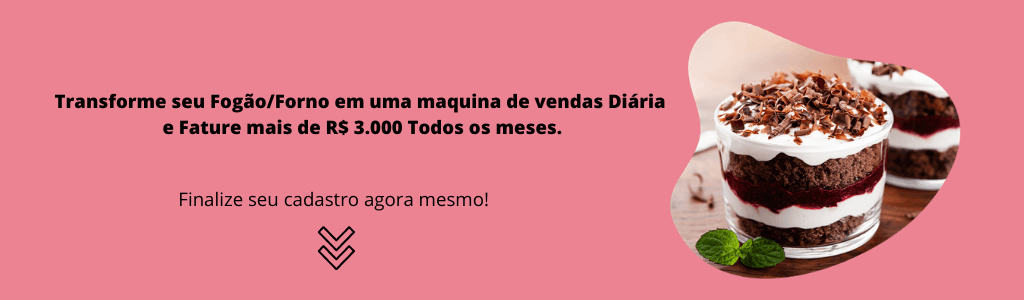 Transforme seu Fogão/Forno em uma maquina de vendas Diária
e Fature mais de R$ 3.000 Todos os meses.
Finalize seu cadastro agora mesmo!